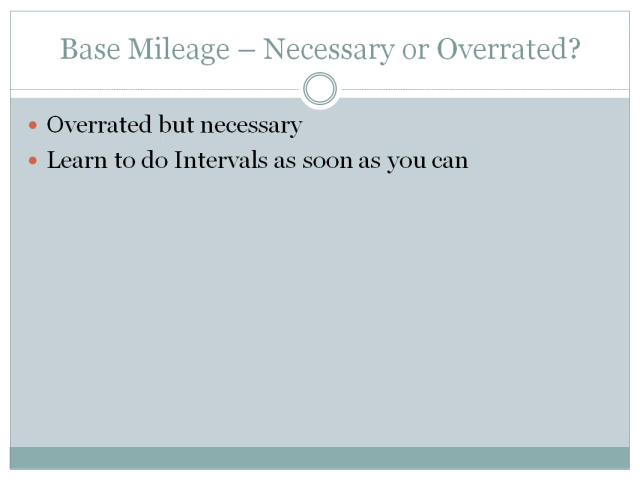 Base Mileage – Necessary or Overrated?
• Overrated but necessary
• Learn to do Intervals as soon as you can